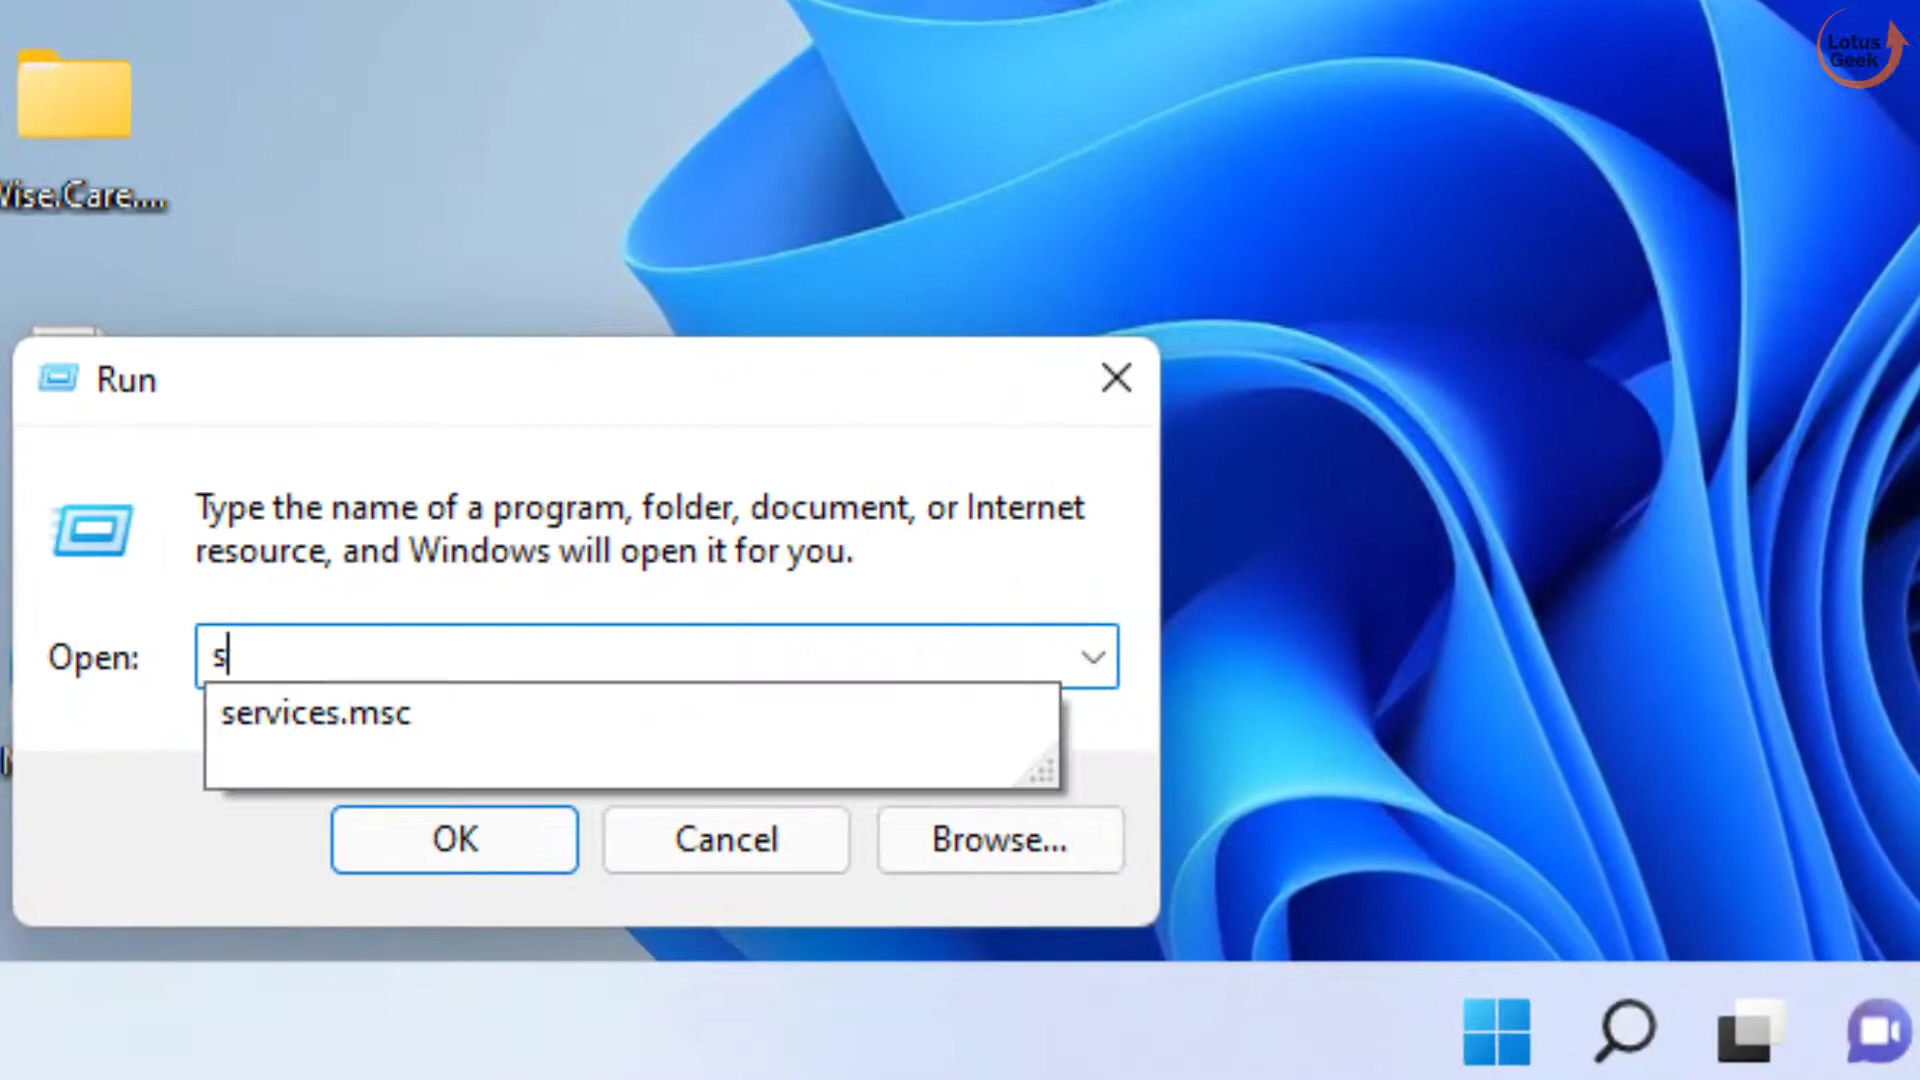 Lotus
Geek
Wise.Care....
Run
Type the name of a program, folder, document, or Internet
resource, and Windows will open it for you.
Open:
s
services.msc
OK
Cancel
Browse...